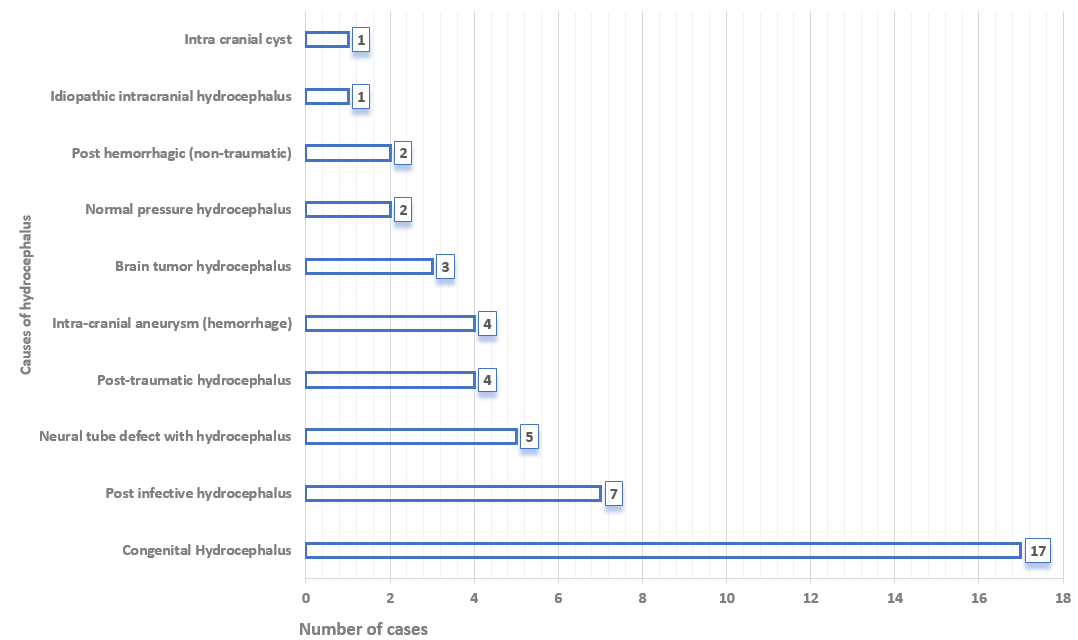 Causes of hydrocephalus
Intra cranial cyst 1
Idiopathic intracranial hydrocephalus 1
Post hemorrhagic (non-traumatic) 2
Normal pressure hydrocephalus 2
Brain tumor hydrocephalus 3
Intra-cranial aneurysm (hemorrhage) 4
Post-traumatic hydrocephalus 4
Neural tube defect with hydrocephalus 5
Post infective hydrocephalus 7
Congenital Hydrocephalus 17
0 2 4 6 8 10 12 14 16 18
Number of cases